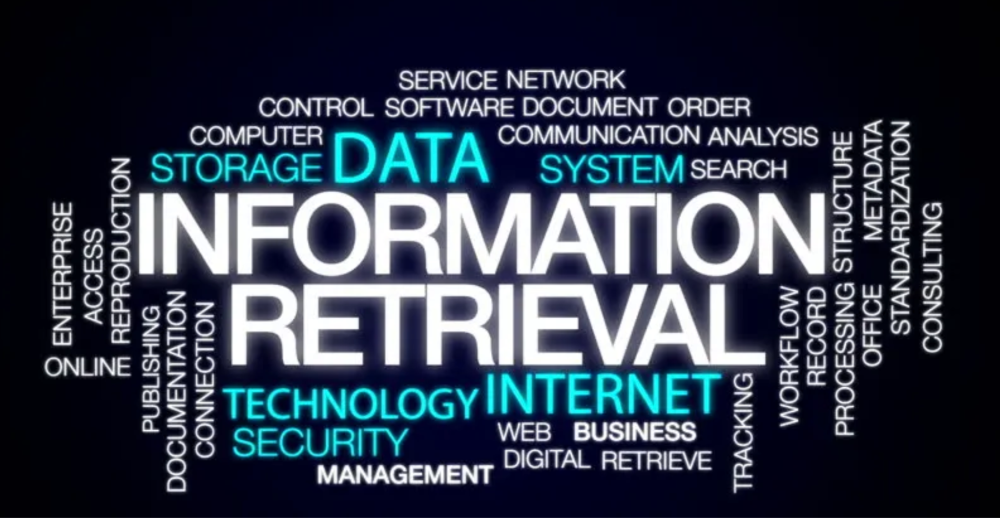 SERVICE NETWORK
CONTROL SOFTWARE DOCUMENT ORDER
COMPUTER DATA COMMUNICATION ANALYSIS
STORAGE SYSTEM SEARCH
INFORMATION
RETRIEVAL
TECHNOLOGY INTERNET
SECURITY WEB BUSINESS
DIGITAL RETRIEVE
MANAGEMENT
ENTERPRISE
ACCESS
REPRODUCTION
ONLINE
PUBLISHING
DOCUMENTATION
CONNECTION
TRACKING
WORKFLOW
RECORD
PROCESSING STRUCTURE
OFFICE METADATA
STANDARDIZATION
CONSULTING